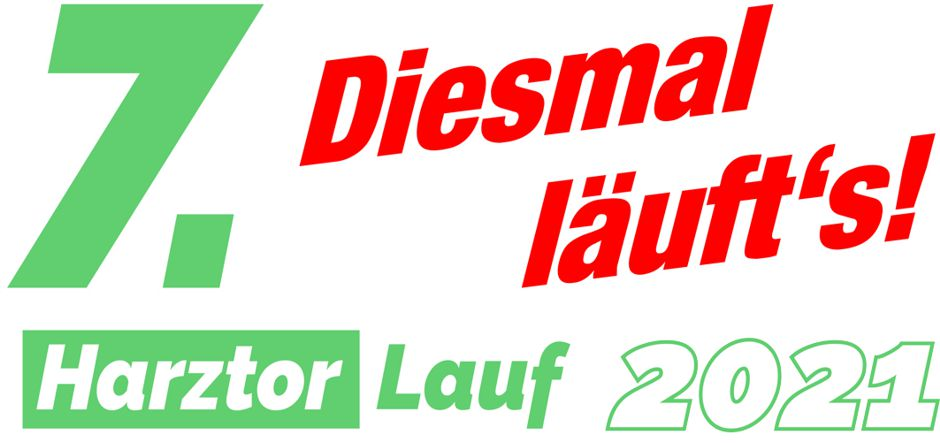 7.
Diesmal
läuft‘s!
Harztor Lauf 2021